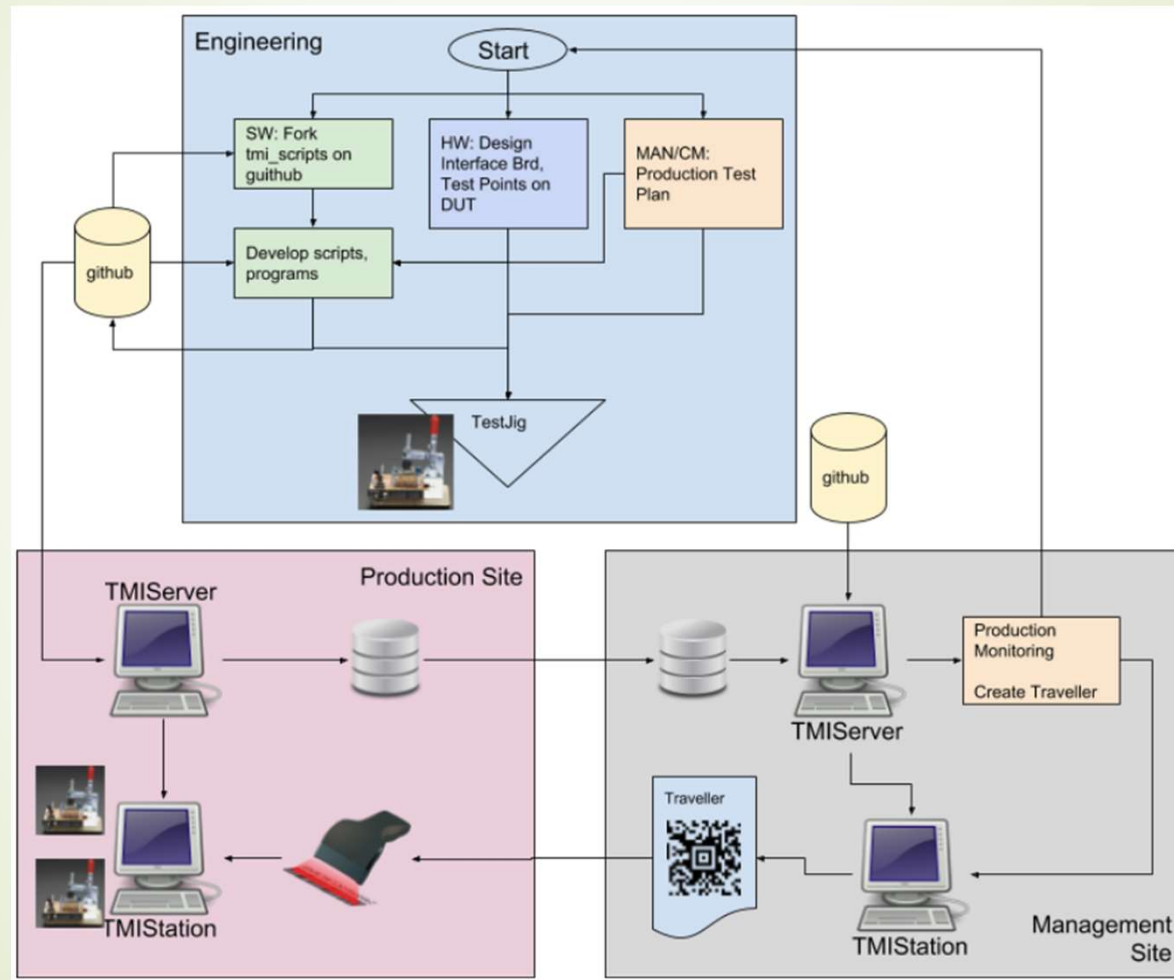 Engineering
Start
SW: Fork
tmi_scripts on
guithub
HW: Design
Interface Brd,
Test Points on
DUT
MAN/CM:
Production Test
Plan
github
Develop scripts,
programs
TestJig
github
Production Site
TMIServer
TMIStation
Production
Monitoring
Create Traveller
TMIServer
Traveller
TMIStation
Management
Site